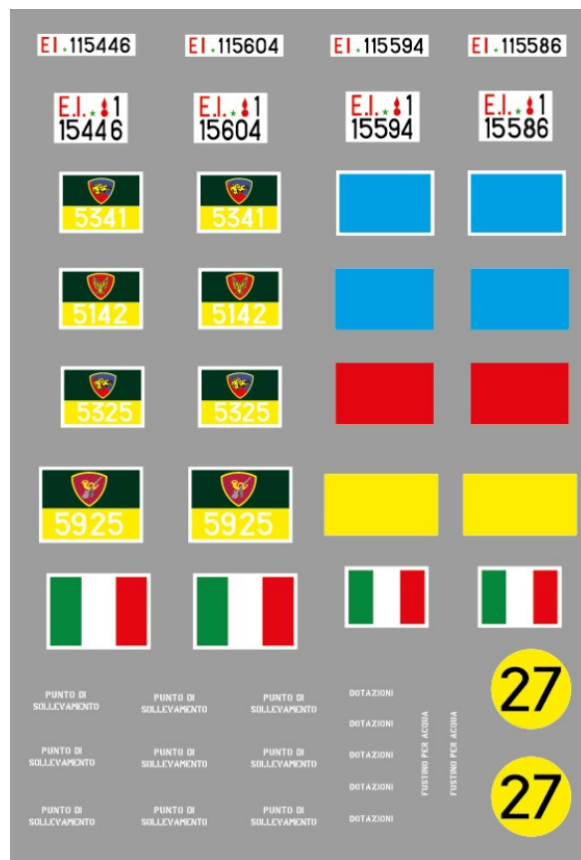 EI.115446
EI.115604
EI.115594
EI.115586
E.I. 1
15446
E.I. 1
15604
E.I. 1
15594
E.I. 1
15586
5341
5341
5142
5142
5325
5325
5925
5925
PUNTO DI
SOLLEVAMENTO
PUNTO DI
SOLLEVAMENTO
PUNTO DI
SOLLEVAMENTO
DOTAZIONI
PUNTO DI
SOLLEVAMENTO
PUNTO DI
SOLLEVAMENTO
PUNTO DI
SOLLEVAMENTO
DOTAZIONI
DOTAZIONI
PUNTO DI
SOLLEVAMENTO
PUNTO DI
SOLLEVAMENTO
PUNTO DI
SOLLEVAMENTO
DOTAZIONI
DOTAZIONI
FUSTINO PER ACQUA
FUSTINO PER ACQUA
27
27